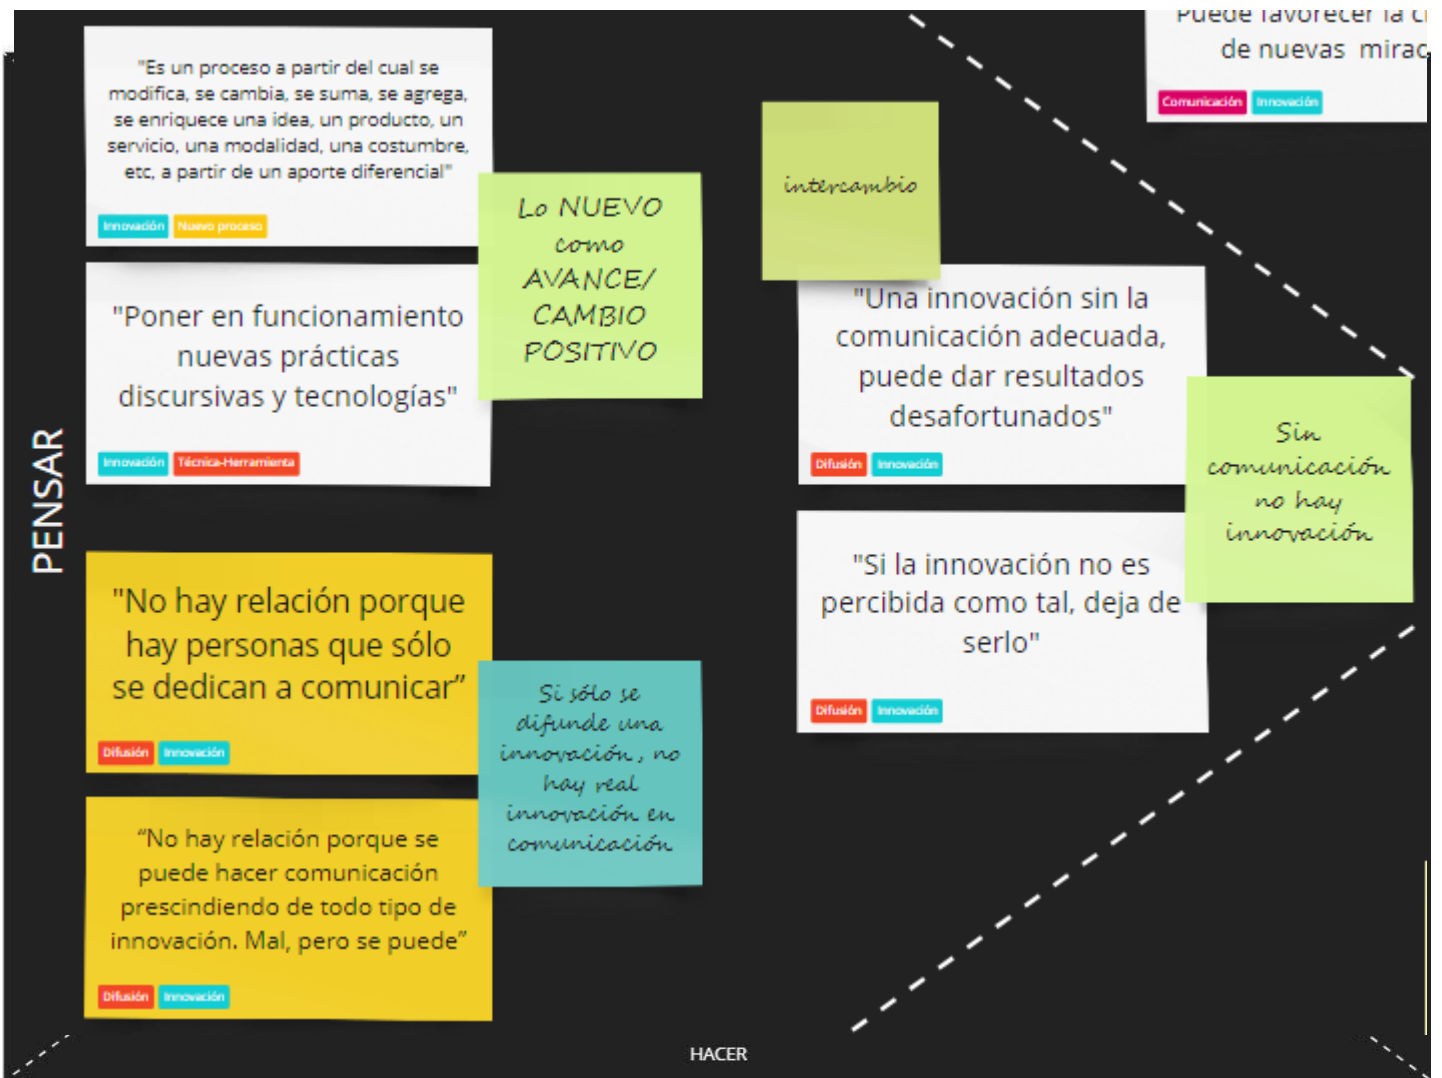 "Es un proceso a partir del cual se
modifica, se cambia, se suma, se agrega,
se enriquece una idea, un producto, un
servicio, una modalidad, una costumbre,
etc, a partir de un aporte diferencial"
Innovación Nuevo proceso
Lo NUEVO
como
AVANCE/
CAMBIO
POSITIVO
"Poner en funcionamiento
nuevas prácticas
discursivas y tecnologías"
Innovación Técnica-Herramienta
PENSAR
"No hay relación porque
hay personas que sólo
se dedican a comunicar”
Difusión Innovación
Si sólo se
difunde una
innovación, no
hay real
innovación en
comunicación
“No hay relación porque se
puede hacer comunicación
prescindiendo de todo tipo de
innovación. Mal, pero se puede”
Difusión Innovación
Puede favorecer la
de nuevas
Comunicación Innovación
intercambio
"Una innovación sin la
comunicación adecuada,
puede dar resultados
desafortunados"
Difusión Innovación
Sin
comunicación
no hay
innovación
"Si la innovación no es
percibida como tal, deja de
serlo"
Difusión Innovación
HACER